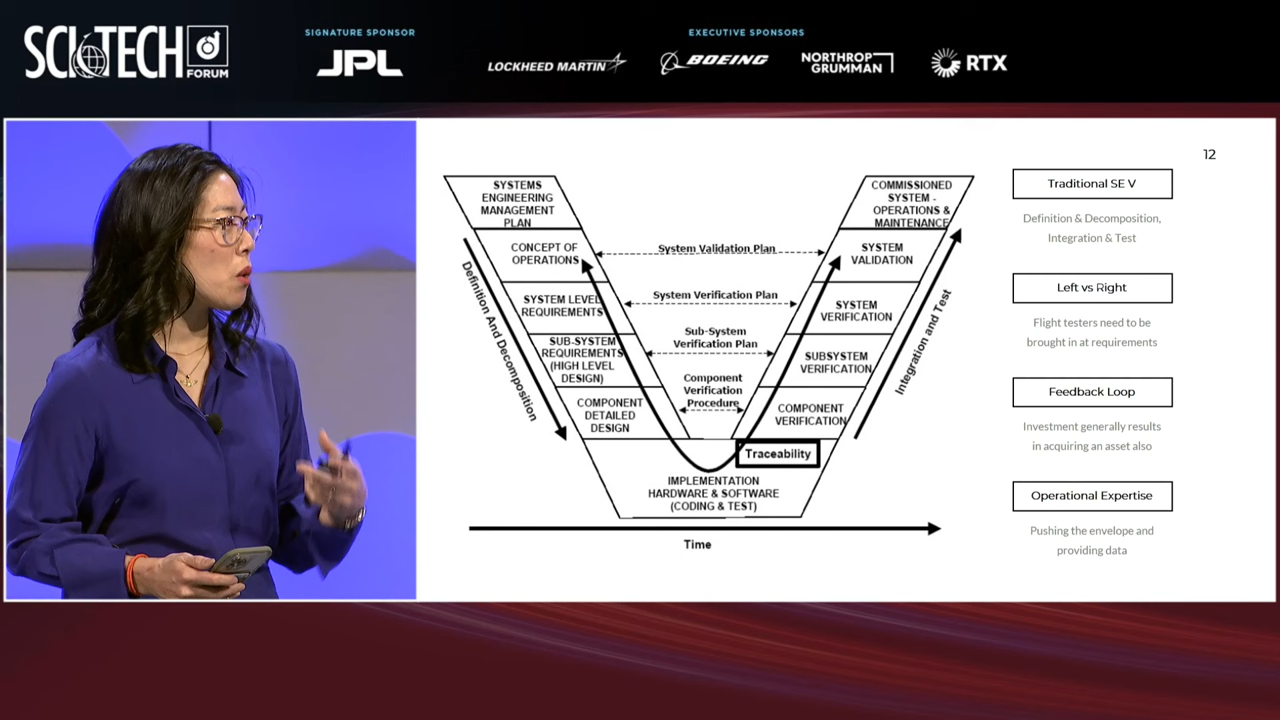 SCITECH
FORUM
SIGNATURE SPONSOR
JPL
EXECUTIVE SPONSORS
LOCKHEED MARTIN
BOEING
NORTHROP
GRUMMAN
RTX
12
SYSTEMS
ENGINEERING
MANAGEMENT
PLAN
CONCEPT OF
OPERATIONS
SYSTEM LEVEL
REQUIREMENTS
SUB-SYSTEM
REQUIREMENTS
(HIGH LEVEL
DESIGN)
COMPONENT
DETAILED
DESIGN
Definition And Decomposition
System Validation Plan
System Verification Plan
Sub-System
Verification Plan
Component
Verification
Procedure
COMMISSIONED
SYSTEM -
OPERATIONS &
MAINTENANCE
SYSTEM
VALIDATION
SYSTEM
VERIFICATION
SUBSYSTEM
VERIFICATION
COMPONENT
VERIFICATION
Integration and Test
Traceability
IMPLEMENTATION
HARDWARE & SOFTWARE
(CODING & TEST)
Time
Traditional SE V
Definition & Decomposition,
Integration & Test
Left vs Right
Flight testers need to be
brought in at requirements
Feedback Loop
Investment generally results
in acquiring an asset also
Operational Expertise
Pushing the envelope and
providing data